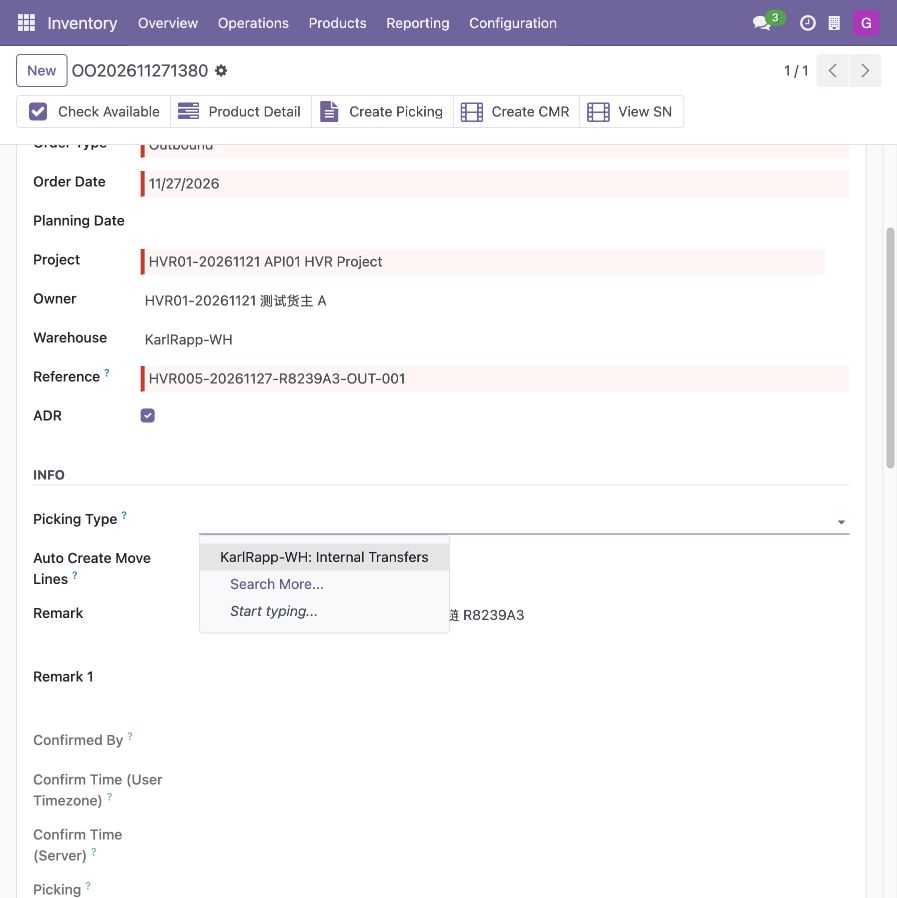 Inventory Overview Operations Products Reporting Configuration 3 G
New OO202611271380 1 / 1
Check Available Product Detail Create Picking Create CMR View SN
Order Type Outbound
Order Date 11/27/2026
Planning Date
Project HVR01-20261121 API01 HVR Project
Owner HVR01-20261121 测试货主 A
Warehouse KarlRapp-WH
Reference ? HVR005-20261127-R8239A3-OUT-001
ADR
INFO
Picking Type ?
KarlRapp-WH: Internal Transfers
Auto Create Move
Lines ?
Search More...
Start typing...
Remark 链 R8239A3
Remark 1
Confirmed By ?
Confirm Time (User
Timezone) ?
Confirm Time
(Server) ?
Picking ?